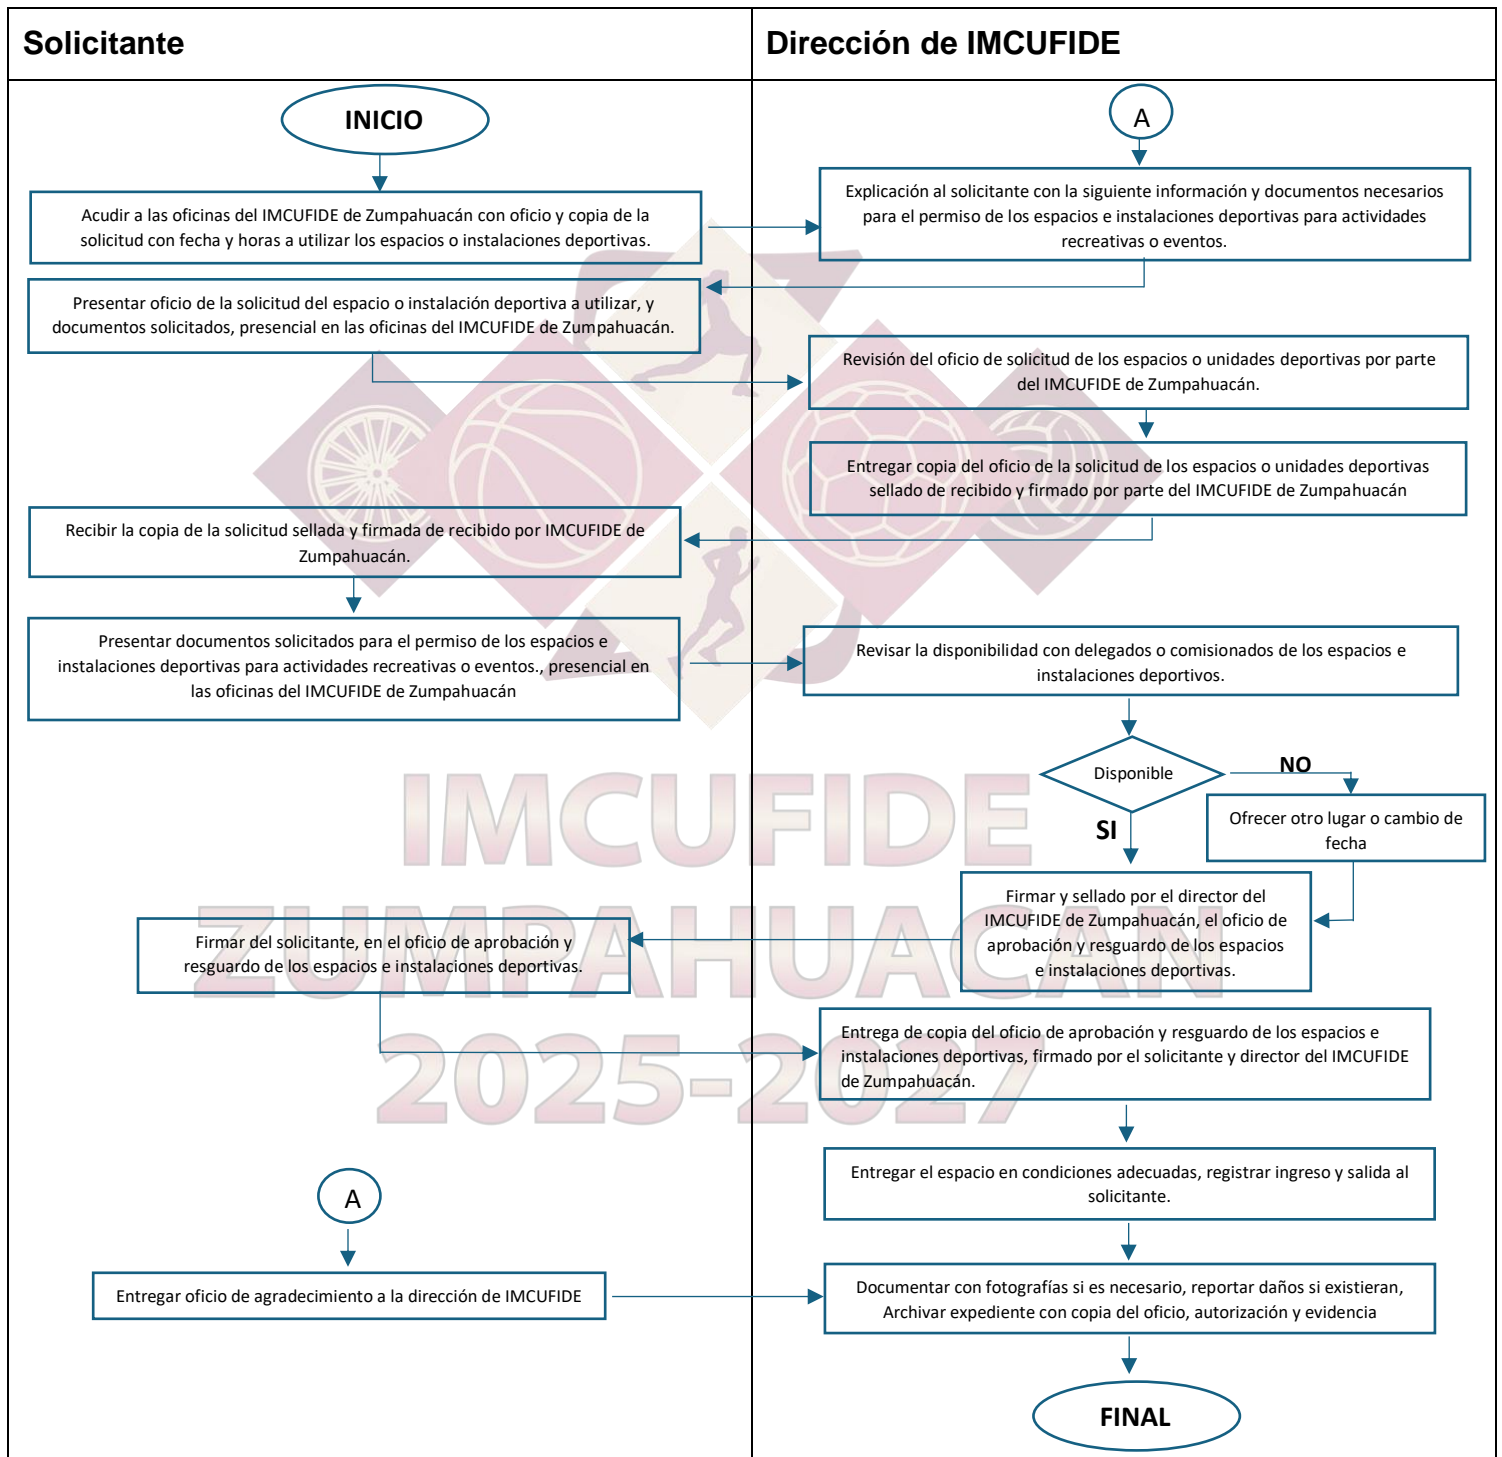 Solicitante
Dirección de IMCUFIDE
INICIO
A
Acudir a las oficinas del IMCUFIDE de Zumpahuacán con oficio y copia de la
solicitud con fecha y horas a utilizar los espacios o instalaciones deportivas.
Explicación al solicitante con la siguiente información y documentos necesarios
para el permiso de los espacios e instalaciones deportivas para actividades
recreativas o eventos.
Presentar oficio de la solicitud del espacio o instalación deportiva a utilizar, y
documentos solicitados, presencial en las oficinas del IMCUFIDE de Zumpahuacán.
Revisión del oficio de solicitud de los espacios o unidades deportivas por parte
del IMCUFIDE de Zumpahuacán.
Entregar copia del oficio de la solicitud de los espacios o unidades deportivas
sellado de recibido y firmado por parte del IMCUFIDE de Zumpahuacán
Recibir la copia de la solicitud sellada y firmada de recibido por IMCUFIDE de
Zumpahuacán.
Presentar documentos solicitados para el permiso de los espacios e
instalaciones deportivas para actividades recreativas o eventos., presencial en
las oficinas del IMCUFIDE de Zumpahuacán
Revisar la disponibilidad con delegados o comisionados de los espacios e
instalaciones deportivos.
Disponible
NO
SI
Ofrecer otro lugar o cambio de
fecha
Firmar y sellado por el director del
IMCUFIDE de Zumpahuacán, el oficio de
aprobación y resguardo de los espacios
e instalaciones deportivas.
Firmar del solicitante, en el oficio de aprobación y
resguardo de los espacios e instalaciones deportivas.
Entrega de copia del oficio de aprobación y resguardo de los espacios e
instalaciones deportivas, firmado por el solicitante y director del IMCUFIDE
de Zumpahuacán.
Entregar el espacio en condiciones adecuadas, registrar ingreso y salida al
solicitante.
A
Entregar oficio de agradecimiento a la dirección de IMCUFIDE
Documentar con fotografías si es necesario, reportar daños si existieran,
Archivar expediente con copia del oficio, autorización y evidencia
FINAL
IMCUFIDE
ZUMPAHUACAN
2025-2027